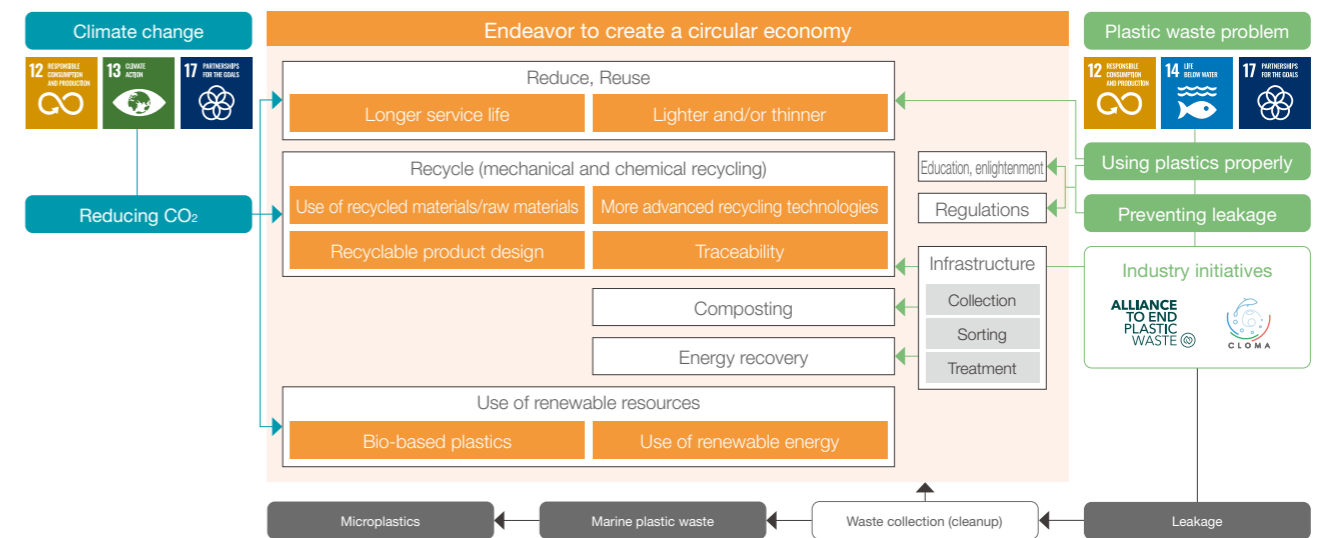 Climate change
12 RESPONSIBLE
CONSUMPTION
AND PRODUCTION
13 CLIMATE
ACTION
17 PARTNERSHIPS
FOR THE GOALS
Reducing CO₂
Endeavor to create a circular economy
Reduce, Reuse
Longer service life
Lighter and/or thinner
Recycle (mechanical and chemical recycling)
Use of recycled materials/raw materials
More advanced recycling technologies
Recyclable product design
Traceability
Composting
Energy recovery
Use of renewable resources
Bio-based plastics
Use of renewable energy
Education, enlightenment
Regulations
Infrastructure
Collection
Sorting
Treatment
Plastic waste problem
12 RESPONSIBLE
CONSUMPTION
AND PRODUCTION
14 LIFE
BELOW WATER
17 PARTNERSHIPS
FOR THE GOALS
Using plastics properly
Preventing leakage
Industry initiatives
ALLIANCE
TO END
PLASTIC
WASTE
CLOMA
Microplastics
Marine plastic waste
Waste collection (cleanup)
Leakage